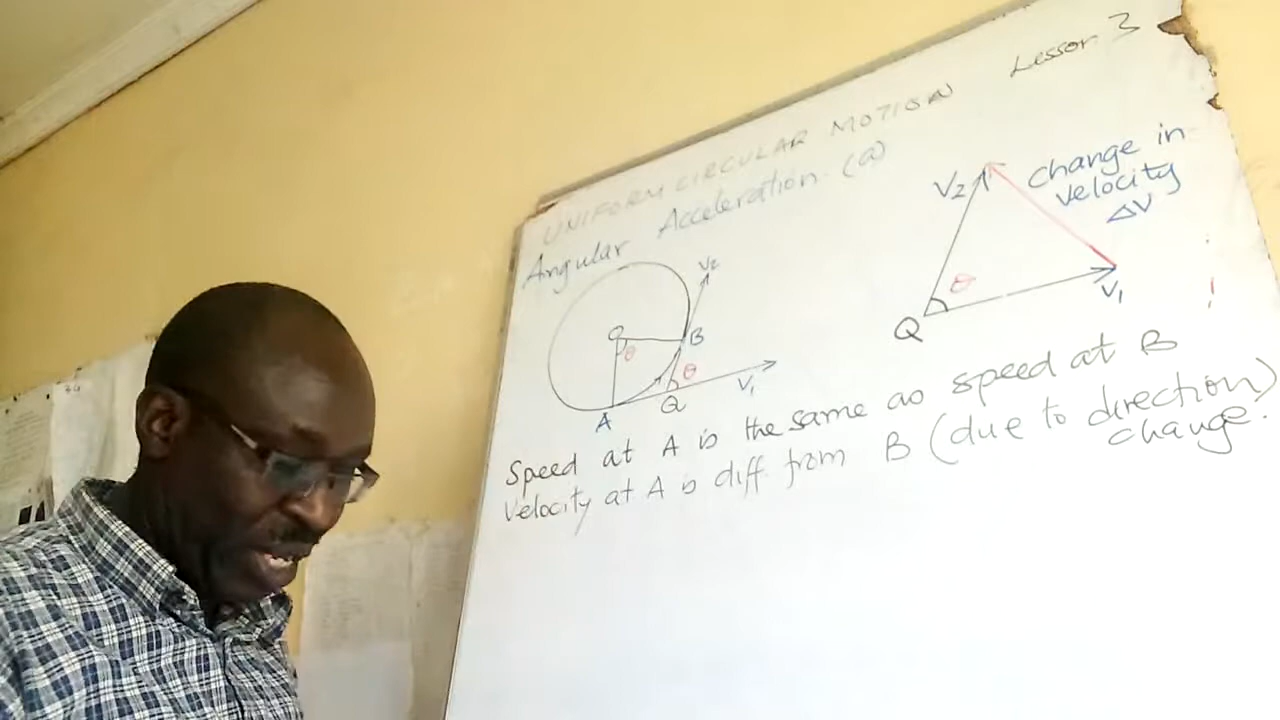 Lesson 3
UNIFORM CIRCULAR MOTION
Angular Acceleration. (a)
V2
O
θ
B
θ
A
Q
V1
V2
change in
velocity
ΔV
θ
Q
V1
Speed at A is the same as speed at B
Velocity at A is diff. from B (due to direction)
change.